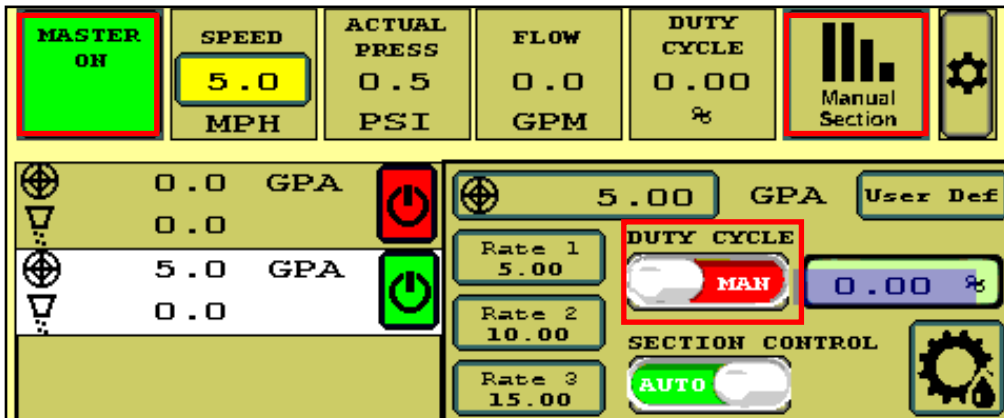 MASTER
ON
SPEED
5.0
MPH
ACTUAL
PRESS
0.5
PSI
FLOW
0.0
GPM
DUTY
CYCLE
0.00
%
Manual
Section
0.0 GPA
0.0
5.0 GPA
0.0
5.00 GPA
User Def
Rate 1
5.00
Rate 2
10.00
Rate 3
15.00
DUTY CYCLE
MAN
0.00 %
SECTION CONTROL
AUTO